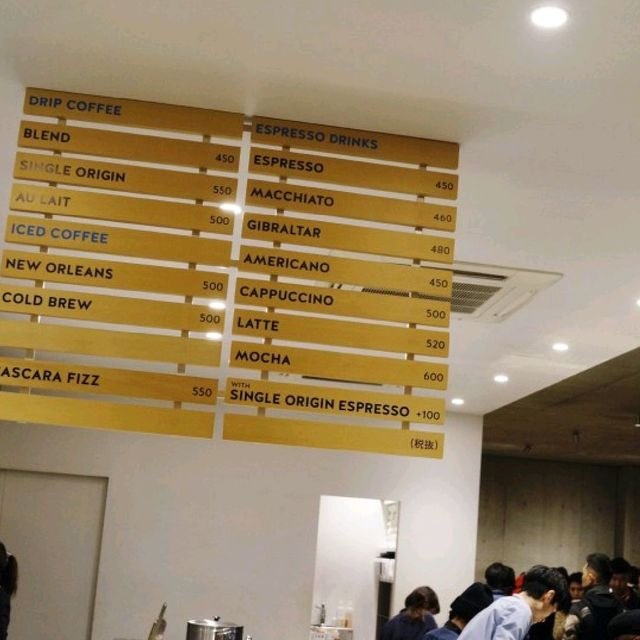 DRIP COFFEE
BLEND 450
SINGLE ORIGIN 550
AU LAIT 500
ICED COFFEE
NEW ORLEANS 500
COLD BREW 500
ASCARA FIZZ 550
ESPRESSO DRINKS
ESPRESSO 450
MACCHIATO 460
GIBRALTAR 480
AMERICANO 450
CAPPUCCINO 500
LATTE 520
MOCHA 600
WITH
SINGLE ORIGIN ESPRESSO +100
(税抜)